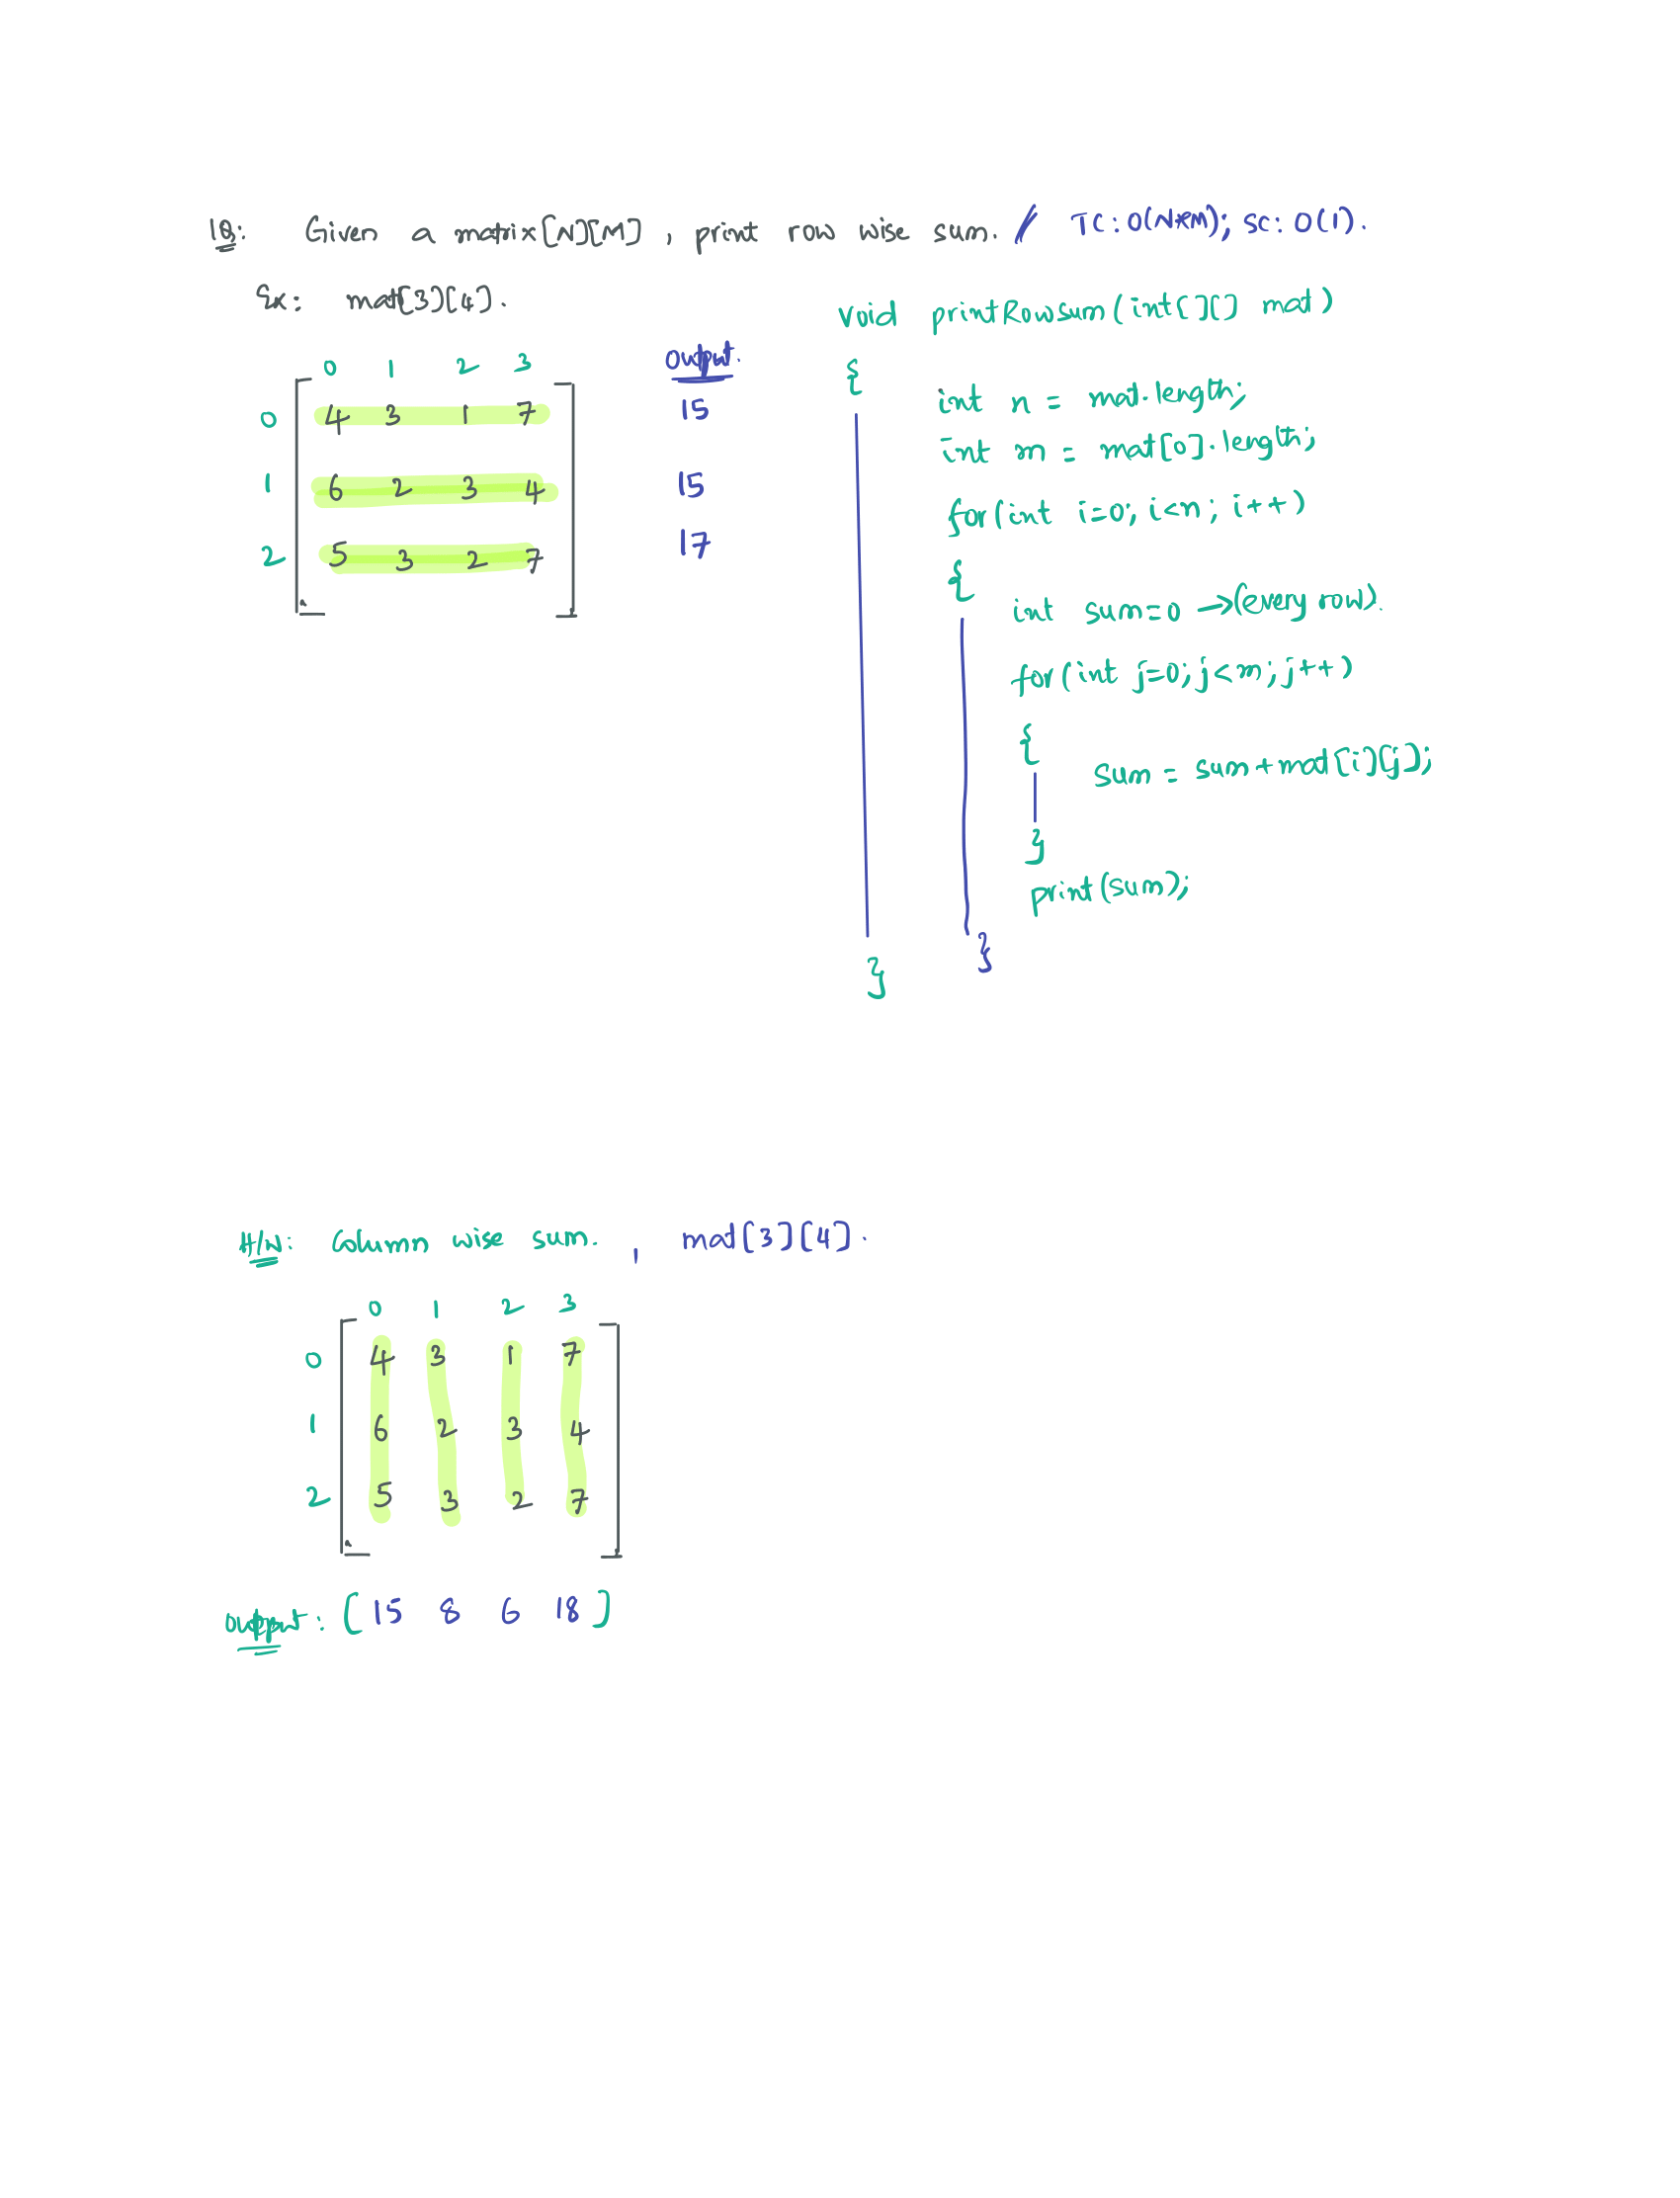 1Q: Given a matrix[N][M], print row wise sum. / TC: O(N*M); SC: O(1).
Ex: mat[3][4].
0 1 2 3
0 4 3 1 7
1 6 2 3 4
2 5 3 2 7
output.
15
15
17
void printRowSum(int[][] mat)
{
int n = mat.length;
int m = mat[0].length;
for(int i=0; i<n; i++)
{
int sum=0 →(every row).
for(int j=0; j<m; j++)
{
sum = sum+mat[i][j];
}
print(sum);
}
}
H/W: Column wise sum. , mat[3][4].
0 1 2 3
0 4 3 1 7
1 6 2 3 4
2 5 3 2 7
output: [15 8 6 18]